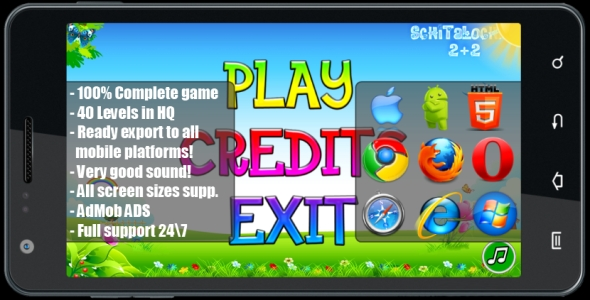 SchiTalock
2+2
PLAY
CREDITS
EXIT
- 100% Complete game
- 40 Levels in HQ
- Ready export to all
mobile platforms!
- Very good sound!
- All screen sizes supp.
- AdMob ADS
- Full support 24\7
HTML
5